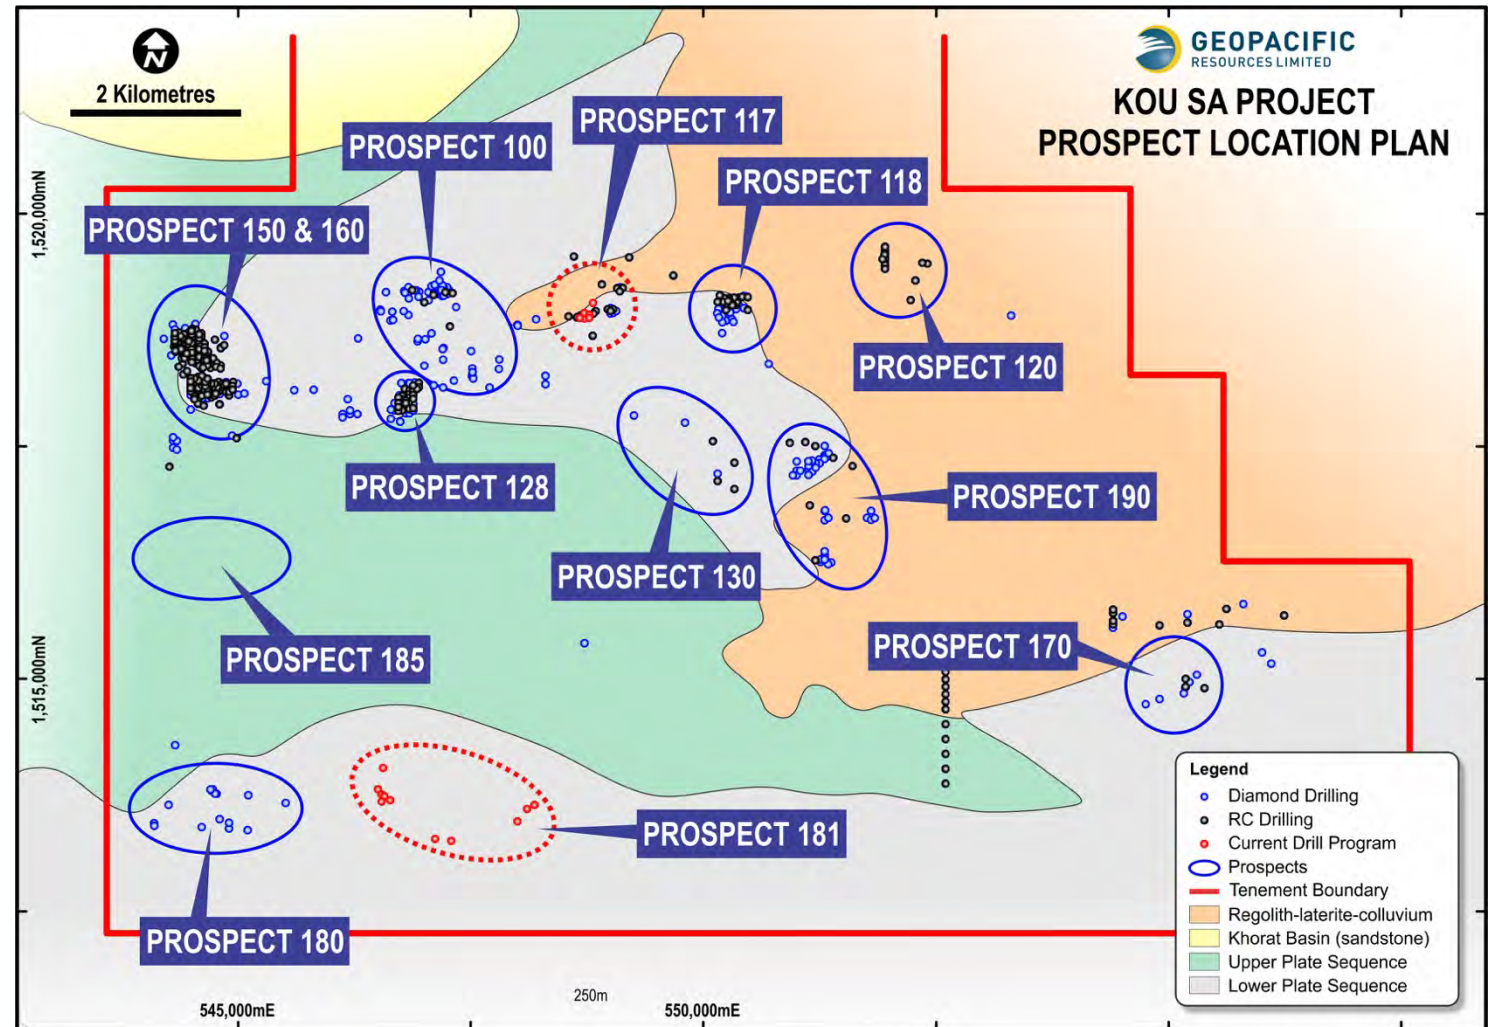 N
2 Kilometres
GEOPACIFIC
RESOURCES LIMITED
KOU SA PROJECT
PROSPECT LOCATION PLAN
PROSPECT 117
PROSPECT 100
PROSPECT 118
PROSPECT 150 & 160
1,520,000mN
PROSPECT 120
PROSPECT 128
PROSPECT 190
PROSPECT 130
PROSPECT 185
PROSPECT 170
1,515,000mN
PROSPECT 181
PROSPECT 180
Legend
Diamond Drilling
RC Drilling
Current Drill Program
Prospects
Tenement Boundary
Regolith-laterite-colluvium
Khorat Basin (sandstone)
Upper Plate Sequence
Lower Plate Sequence
250m
545,000mE
550,000mE